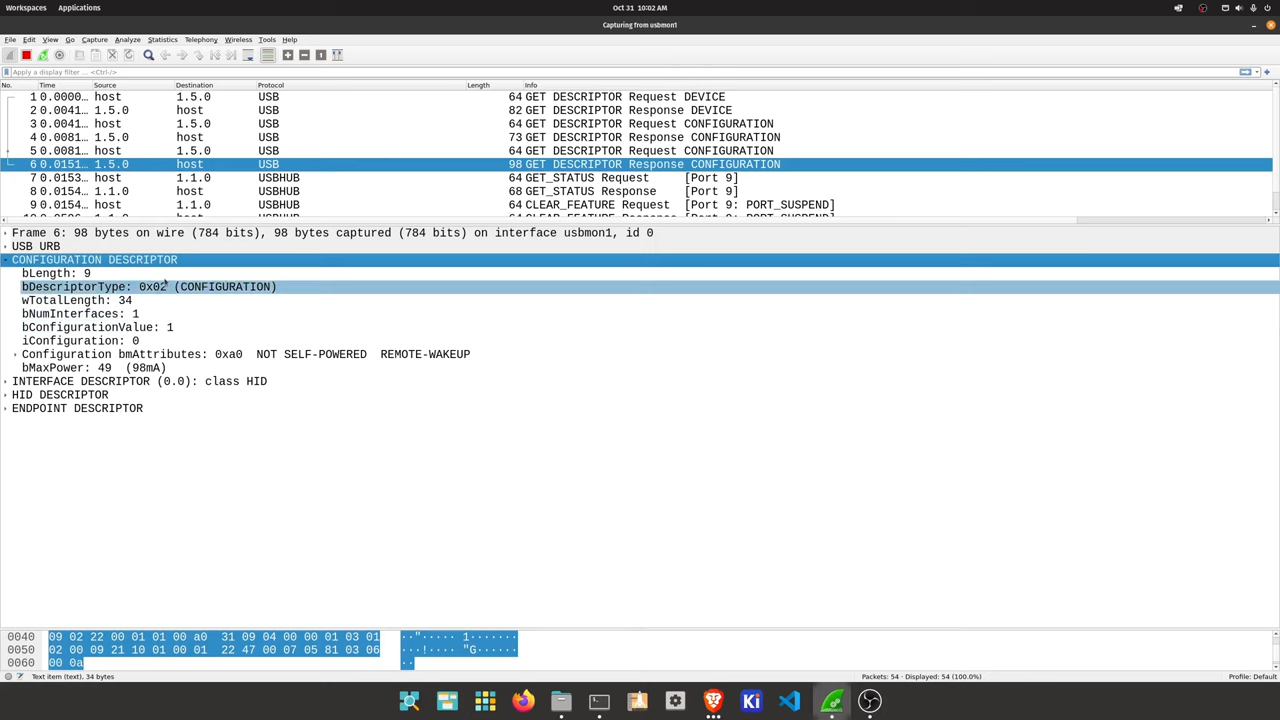 Workspaces Applications Oct 31 10:02 AM
Capturing from usbmon1
File Edit View Go Capture Analyze Statistics Telephony Wireless Tools Help
Apply a display filter ... <Ctrl-/>
No. Time Source Destination Protocol Length Info
1 0.0000… host 1.5.0 USB 64 GET DESCRIPTOR Request DEVICE
2 0.0041… 1.5.0 host USB 82 GET DESCRIPTOR Response DEVICE
3 0.0041… host 1.5.0 USB 64 GET DESCRIPTOR Request CONFIGURATION
4 0.0081… 1.5.0 host USB 73 GET DESCRIPTOR Response CONFIGURATION
5 0.0081… host 1.5.0 USB 64 GET DESCRIPTOR Request CONFIGURATION
6 0.0151… 1.5.0 host USB 98 GET DESCRIPTOR Response CONFIGURATION
7 0.0153… host 1.1.0 USBHUB 64 GET_STATUS Request [Port 9]
8 0.0154… 1.1.0 host USBHUB 68 GET_STATUS Response [Port 9]
9 0.0154… host 1.1.0 USBHUB 64 CLEAR_FEATURE Request [Port 9: PORT_SUSPEND]
1.1.0 host USBHUB 64 CLEAR_FEATURE Response [Port 9: PORT_SUSPEND]
Frame 6: 98 bytes on wire (784 bits), 98 bytes captured (784 bits) on interface usbmon1, id 0
USB URB
CONFIGURATION DESCRIPTOR
bLength: 9
bDescriptorType: 0x02 (CONFIGURATION)
wTotalLength: 34
bNumInterfaces: 1
bConfigurationValue: 1
iConfiguration: 0
Configuration bmAttributes: 0xa0 NOT SELF-POWERED REMOTE-WAKEUP
bMaxPower: 49 (98mA)
INTERFACE DESCRIPTOR (0.0): class HID
HID DESCRIPTOR
ENDPOINT DESCRIPTOR
0040 09 02 22 00 01 01 00 a0 31 09 04 00 00 01 03 01 ··"····· 1·······
0050 02 00 09 21 10 01 00 01 22 47 00 07 05 81 03 06 ···!···· "G······
0060 00 0a ··
Text item (text), 34 bytes Packets: 54 · Displayed: 54 (100.0%) Profile: Default
Ki